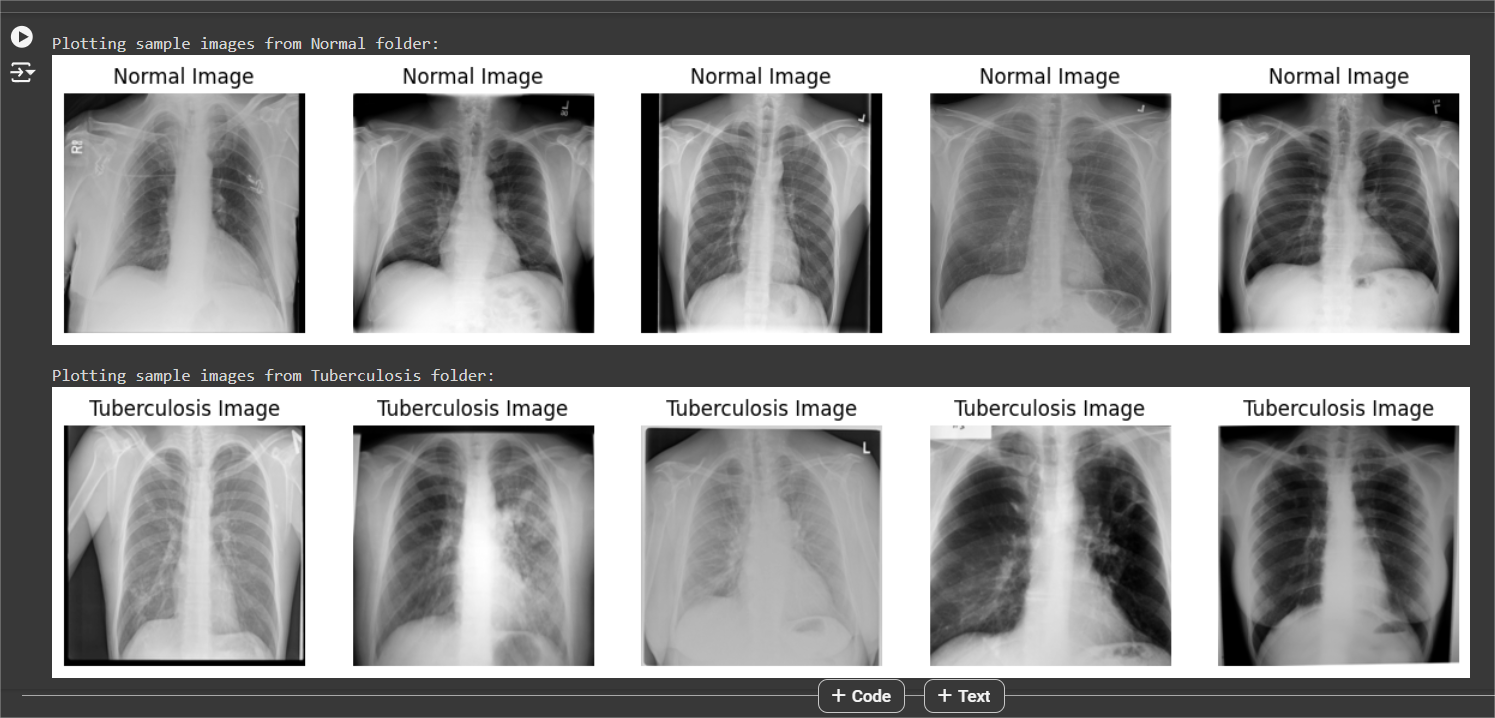 Plotting sample images from Normal folder:
Normal Image Normal Image Normal Image Normal Image Normal Image
R
L
L
Plotting sample images from Tuberculosis folder:
Tuberculosis Image Tuberculosis Image Tuberculosis Image Tuberculosis Image Tuberculosis Image
L
+ Code + Text